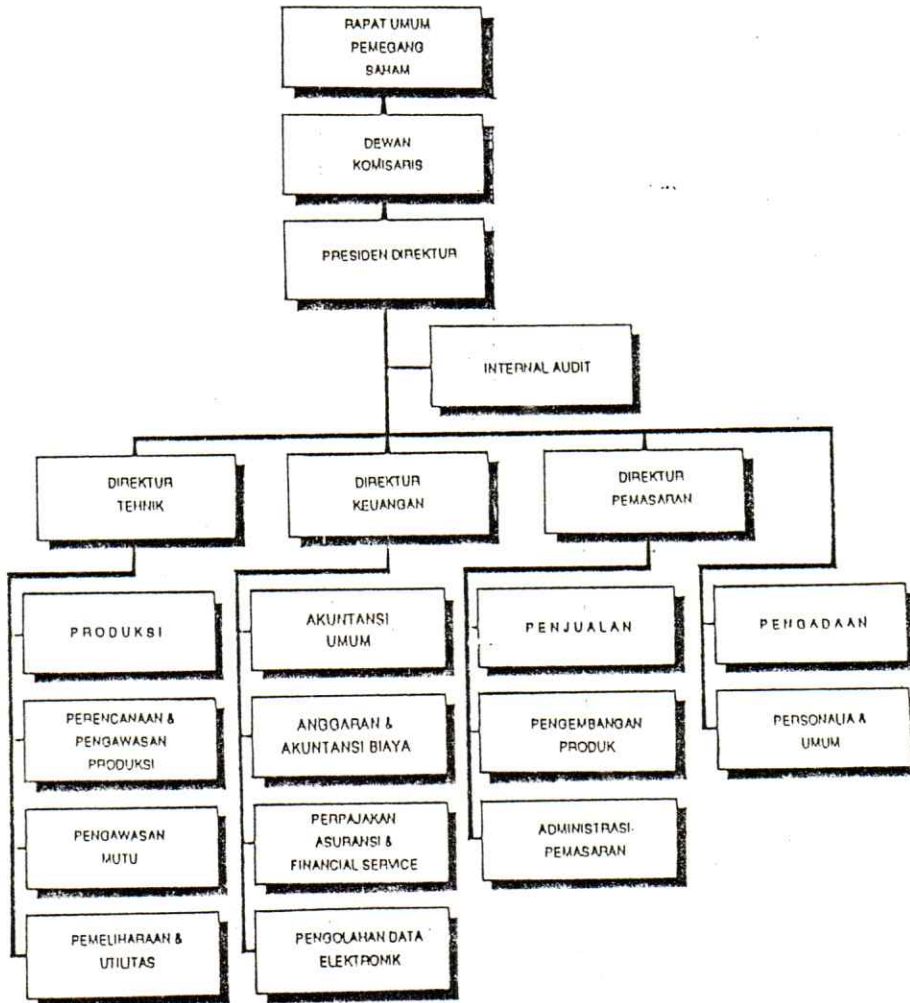 RAPAT UMUM
PEMEGANG
SAHAM
DEWAN
KOMISARIS
PRESIDEN DIREKTUR
INTERNAL AUDIT
DIREKTUR
TEHNIK
DIREKTUR
KEUANGAN
DIREKTUR
PEMASARAN
PRODUKSI
PERENCANAAN &
PENGAWASAN
PRODUKSI
PENGAWASAN
MUTU
PEMELIHARAAN &
UTILITAS
AKUNTANSI
UMUM
ANGGARAN &
AKUNTANSI BIAYA
PERPAJAKAN
ASURANSI &
FINANCIAL SERVICE
PENGOLAHAN DATA
ELEKTRONIK
PENJUALAN
PENGEMBANGAN
PRODUK
ADMINISTRASI
PEMASARAN
PENGADAAN
PERSONALIA &
UMUM